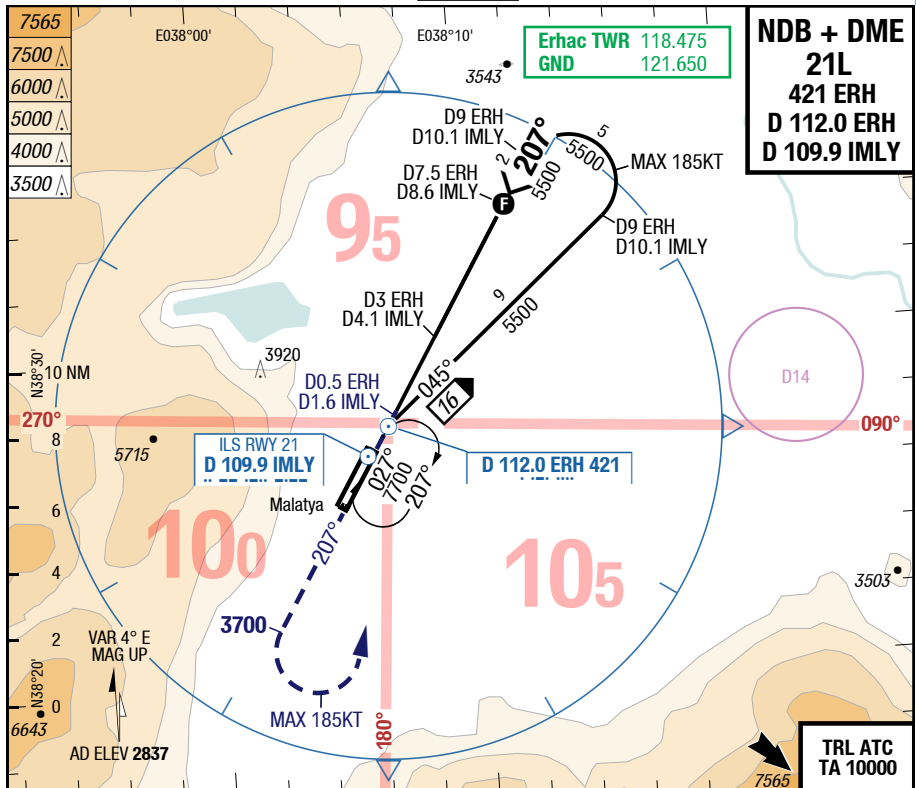 7565
7500
6000
5000
4000
3500
E038°00'
E038°10'
3543
Erhac TWR 118.475
GND 121.650
NDB + DME
21L
421 ERH
D 112.0 ERH
D 109.9 IMLY
D9 ERH
D10.1 IMLY
207°
2
5500
5
5500
MAX 185KT
D7.5 ERH
D8.6 IMLY
F
D9 ERH
D10.1 IMLY
95
D3 ERH
D4.1 IMLY
9
5500
3920
N38°30'
10 NM
D0.5 ERH
D1.6 IMLY
045°
16
D14
270°
090°
8
5715
ILS RWY 21
D 109.9 IMLY
D 112.0 ERH 421
027°
7700
207°
Malatya
6
100
207°
105
4
3503
3700
2
VAR 4° E
MAG UP
N38°20'
0
MAX 185KT
180°
6643
AD ELEV 2837
7565
TRL ATC
TA 10000